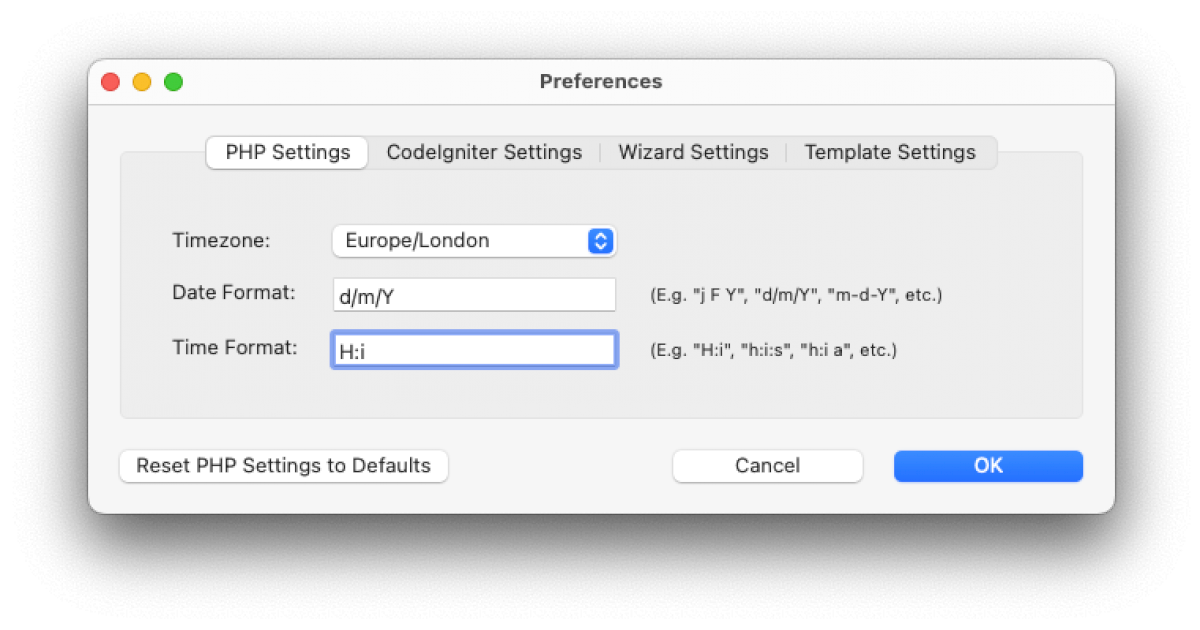 Preferences
PHP Settings CodeIgniter Settings Wizard Settings Template Settings
Timezone: Europe/London
Date Format: d/m/Y (E.g. "j F Y", "d/m/Y", "m-d-Y", etc.)
Time Format: H:i (E.g. "H:i", "h:i:s", "h:i a", etc.)
Reset PHP Settings to Defaults Cancel OK